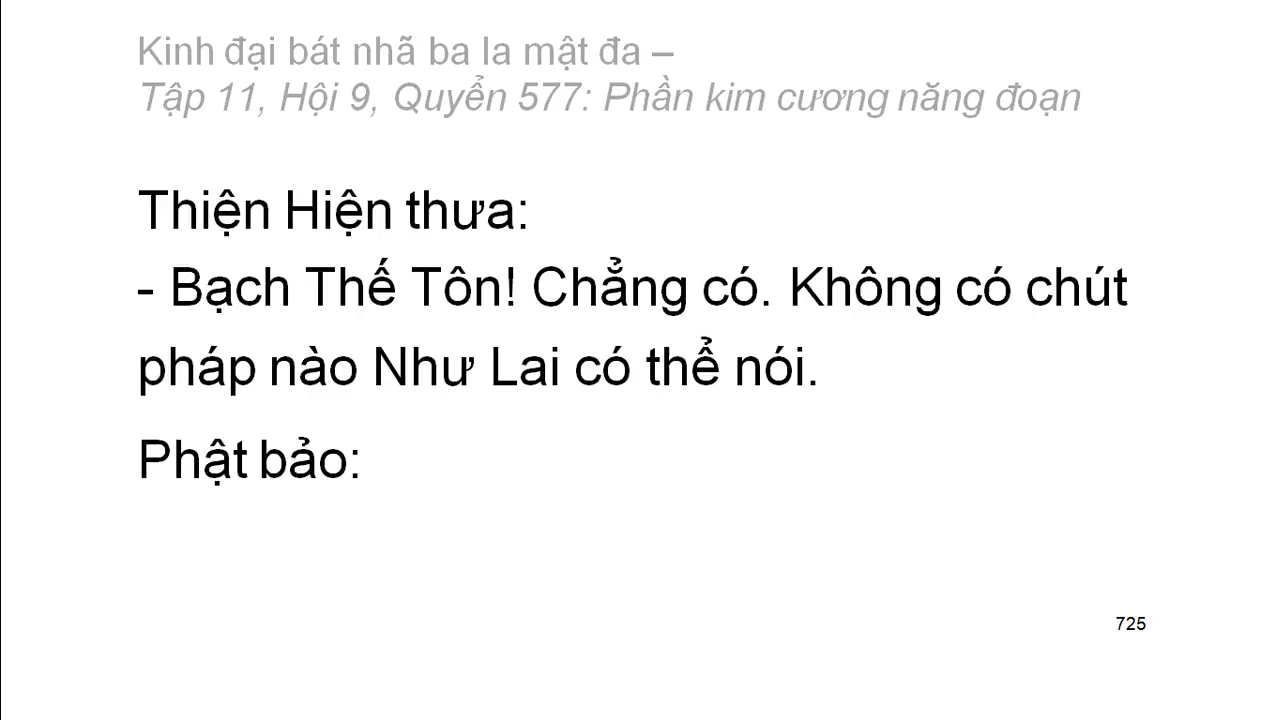 Kinh đại bát nhã ba la mật đa –
Tập 11, Hội 9, Quyển 577: Phần kim cương năng đoạn
Thiện Hiện thưa:
- Bạch Thế Tôn! Chẳng có. Không có chút
pháp nào Như Lai có thể nói.
Phật bảo:
725